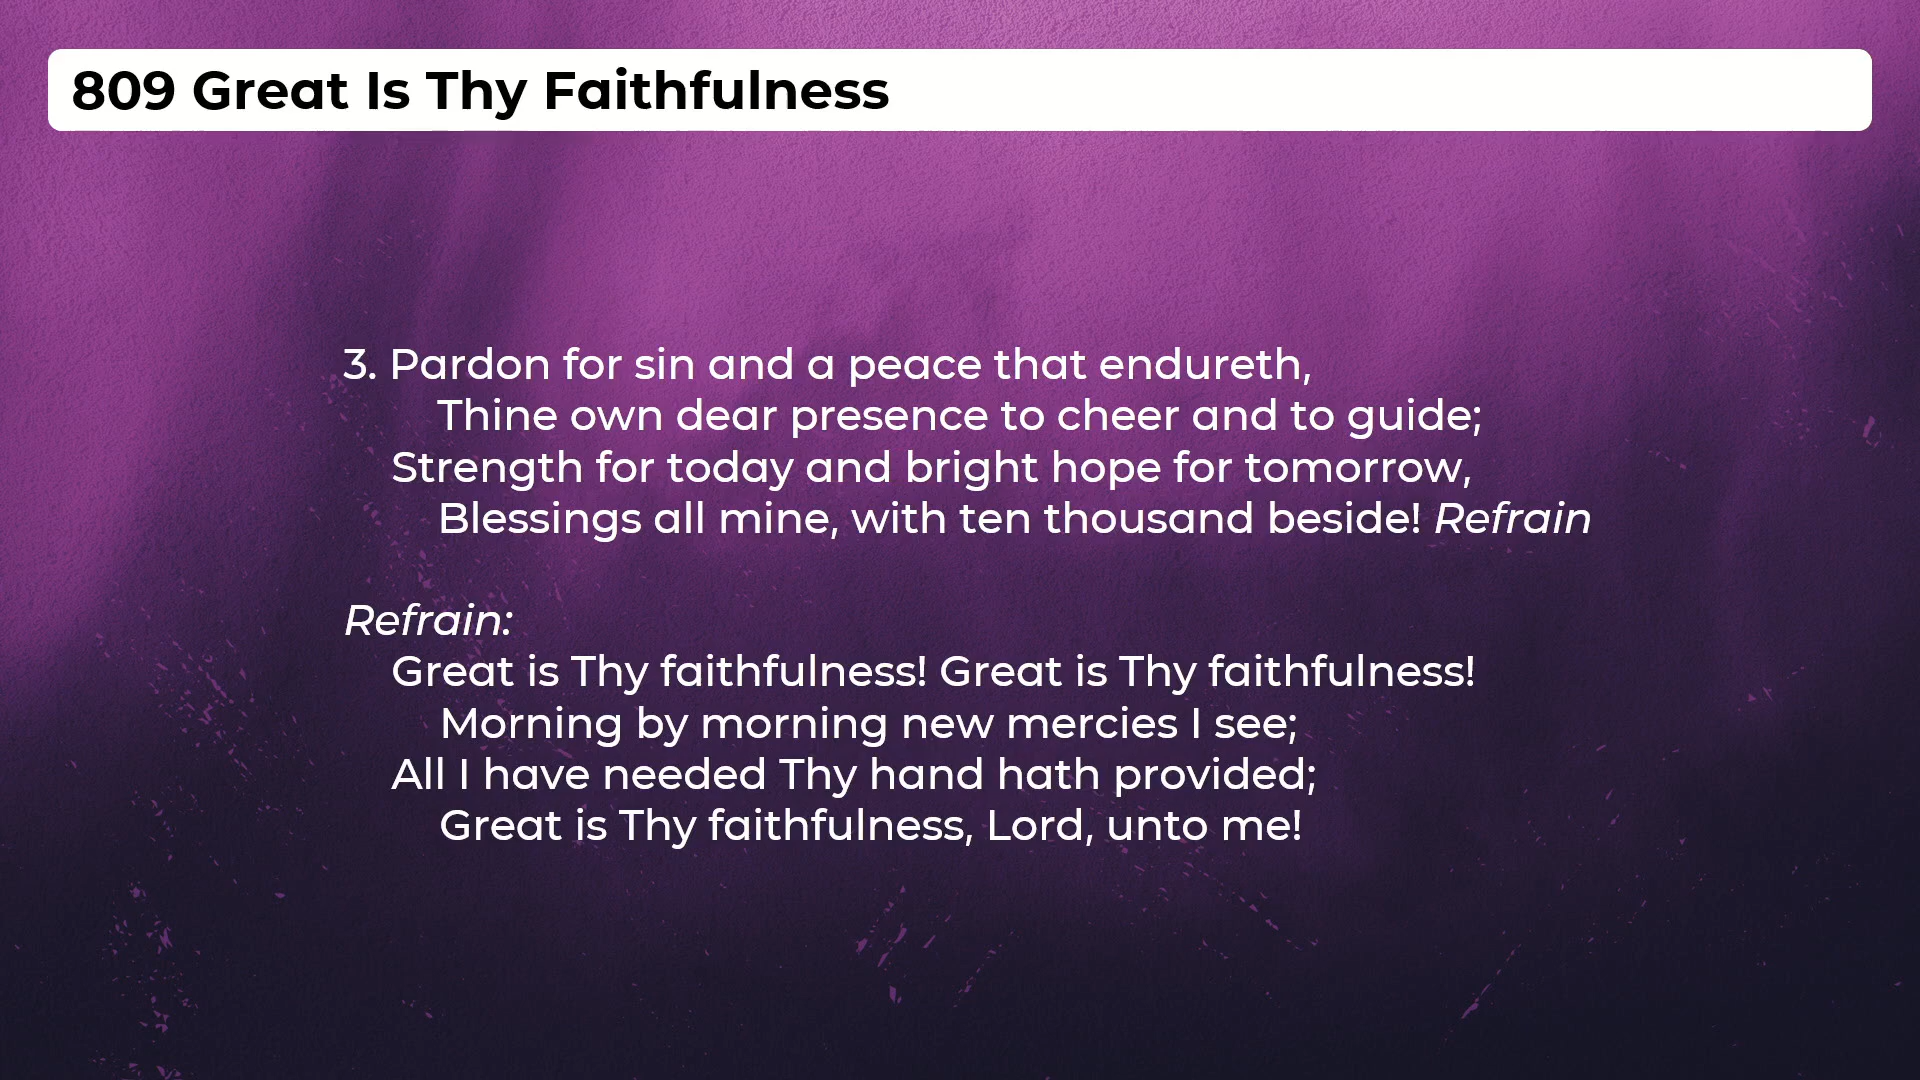 809 Great Is Thy Faithfulness
3. Pardon for sin and a peace that endureth,
Thine own dear presence to cheer and to guide;
Strength for today and bright hope for tomorrow,
Blessings all mine, with ten thousand beside! Refrain
Refrain:
Great is Thy faithfulness! Great is Thy faithfulness!
Morning by morning new mercies I see;
All I have needed Thy hand hath provided;
Great is Thy faithfulness, Lord, unto me!